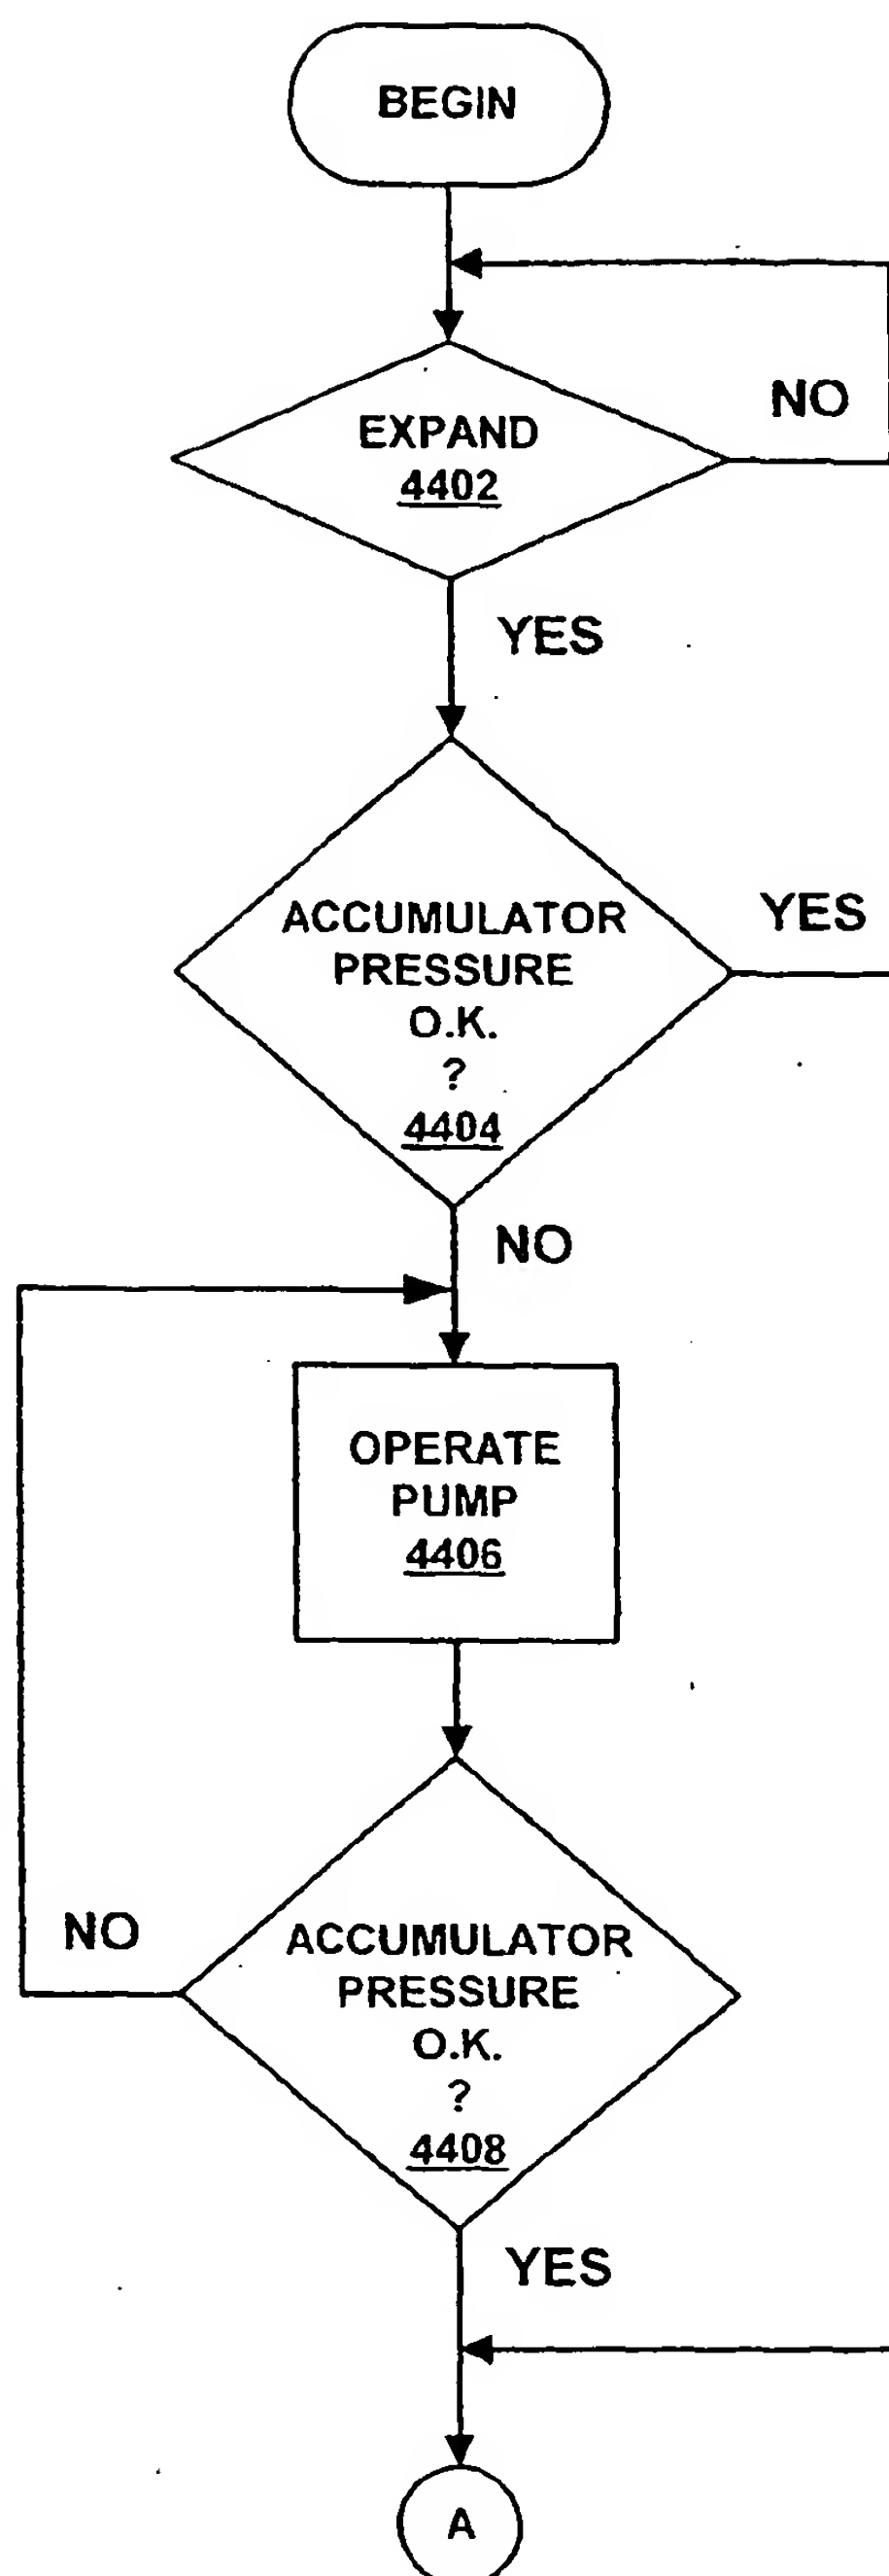 BEGIN
NO
EXPAND
4402
YES
YES
ACCUMULATOR
PRESSURE
O.K.
?
4404
NO
OPERATE
PUMP
4406
NO
ACCUMULATOR
PRESSURE
O.K.
?
4408
YES
A